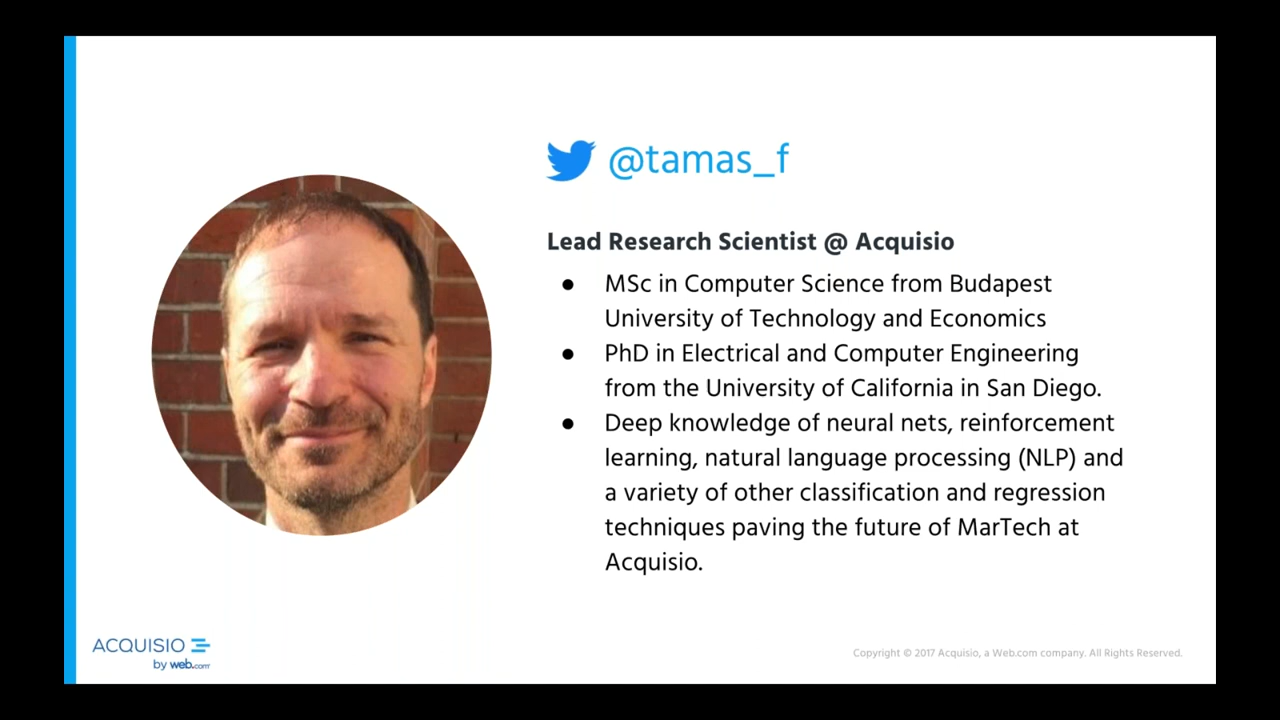 @tamas_f
Lead Research Scientist @ Acquisio
● MSc in Computer Science from Budapest
University of Technology and Economics
● PhD in Electrical and Computer Engineering
from the University of California in San Diego.
● Deep knowledge of neural nets, reinforcement
learning, natural language processing (NLP) and
a variety of other classification and regression
techniques paving the future of MarTech at
Acquisio.
ACQUISIO
by web.com
Copyright © 2017 Acquisio, a Web.com company. All Rights Reserved.